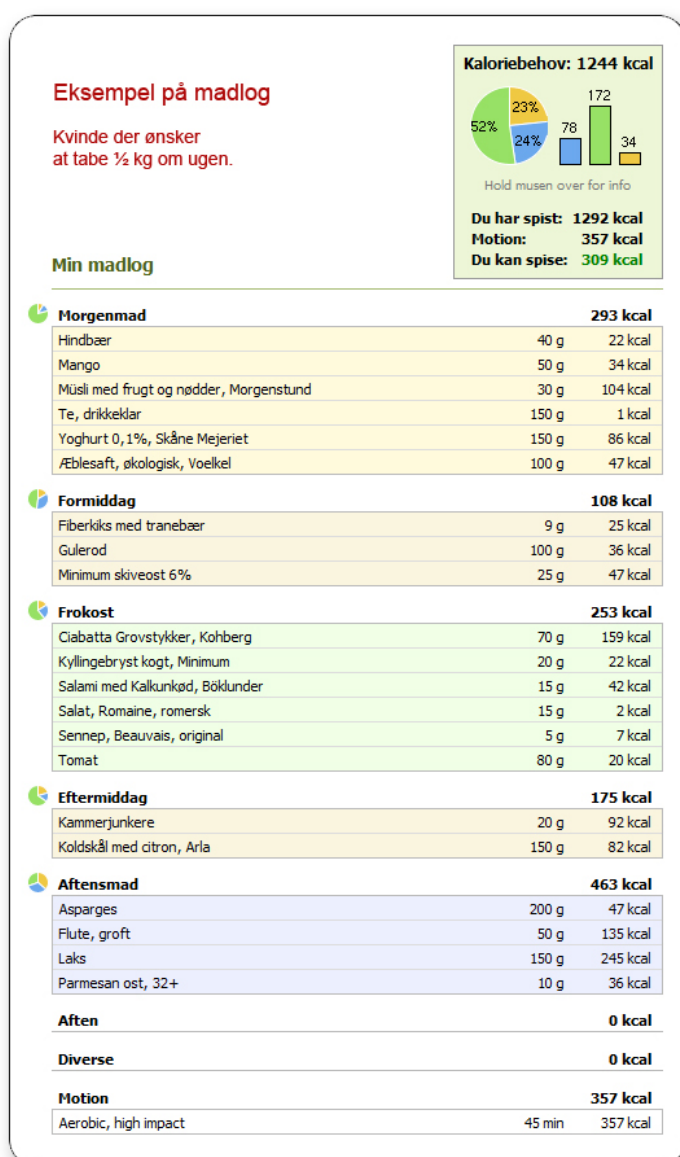 Eksempel på madlog
Kvinde der ønsker
at tabe ½ kg om ugen.
Kaloriebehov: 1244 kcal
52% 23% 24% 78 172 34
Hold musen over for info
Du har spist: 1292 kcal
Motion: 357 kcal
Du kan spise: 309 kcal
Min madlog
Morgenmad 293 kcal
Hindbær 40 g 22 kcal
Mango 50 g 34 kcal
Müsli med frugt og nødder, Morgenstund 30 g 104 kcal
Te, drikkeklar 150 g 1 kcal
Yoghurt 0,1%, Skåne Mejeriet 150 g 86 kcal
Æblesaft, økologisk, Voelkel 100 g 47 kcal
Formiddag 108 kcal
Fiberkiks med tranebær 9 g 25 kcal
Gulerod 100 g 36 kcal
Minimum skiveost 6% 25 g 47 kcal
Frokost 253 kcal
Ciabatta Grovstykker, Kohberg 70 g 159 kcal
Kyllingebryst kogt, Minimum 20 g 22 kcal
Salami med Kalkunkød, Böklunder 15 g 42 kcal
Salat, Romaine, romersk 15 g 2 kcal
Sennep, Beauvais, original 5 g 7 kcal
Tomat 80 g 20 kcal
Eftermiddag 175 kcal
Kammerjunkere 20 g 92 kcal
Koldskål med citron, Arla 150 g 82 kcal
Aftensmad 463 kcal
Asparges 200 g 47 kcal
Flute, groft 50 g 135 kcal
Laks 150 g 245 kcal
Parmesan ost, 32+ 10 g 36 kcal
Aften 0 kcal
Diverse 0 kcal
Motion 357 kcal
Aerobic, high impact 45 min 357 kcal